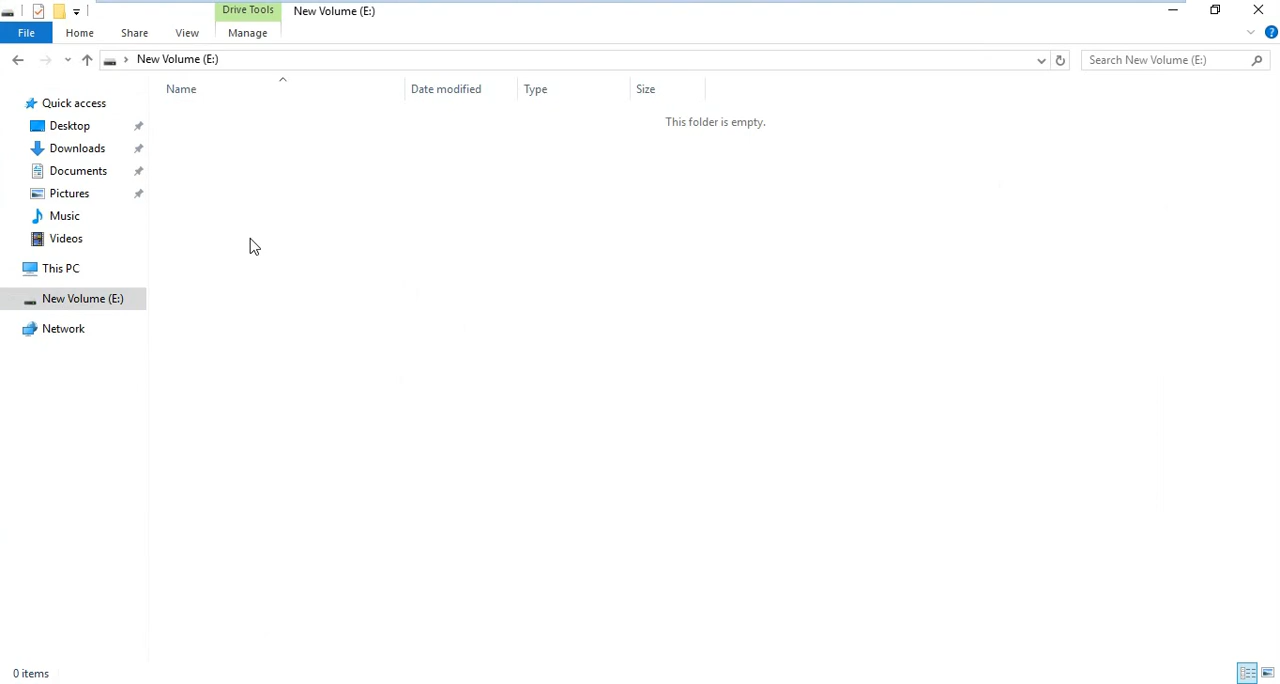 Drive Tools
New Volume (E:)
File
Home
Share
View
Manage
New Volume (E:)
Search New Volume (E:)
Name
Date modified
Type
Size
This folder is empty.
Quick access
Desktop
Downloads
Documents
Pictures
Music
Videos
This PC
New Volume (E:)
Network
0 items